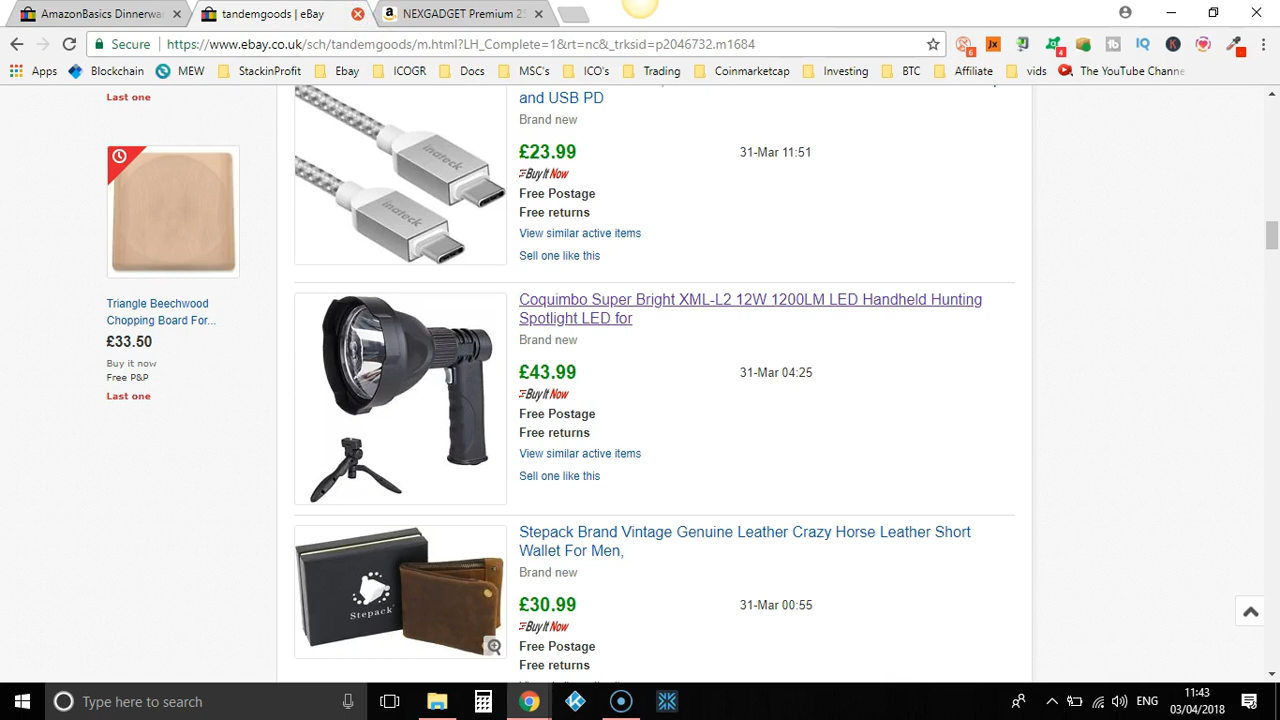 AmazonBasics Dinnerwa
tandemgoods | eBay
NEXGADGET Premium 2S
Secure
https://www.ebay.co.uk/sch/tandemgoods/m.html?LH_Complete=1&rt=nc&_trksid=p2046732.m1684
Apps
Blockchain
MEW
StackinProfit
Ebay
ICOGR
Docs
MSC's
ICO's
Trading
Coinmarketcap
Investing
BTC
Affiliate
vids
The YouTube Channe
Last one
Triangle Beechwood
Chopping Board For...
£33.50
Buy it now
Free P&P
Last one
and USB PD
Brand new
£23.99
31-Mar 11:51
Buy It Now
Free Postage
Free returns
View similar active items
Sell one like this
inateck
inateck
Coquimbo Super Bright XML-L2 12W 1200LM LED Handheld Hunting
Spotlight LED for
Brand new
£43.99
31-Mar 04:25
Buy It Now
Free Postage
Free returns
View similar active items
Sell one like this
Stepack Brand Vintage Genuine Leather Crazy Horse Leather Short
Wallet For Men,
Brand new
£30.99
31-Mar 00:55
Buy It Now
Free Postage
Free returns
Stepack
Type here to search
ENG
11:43
03/04/2018